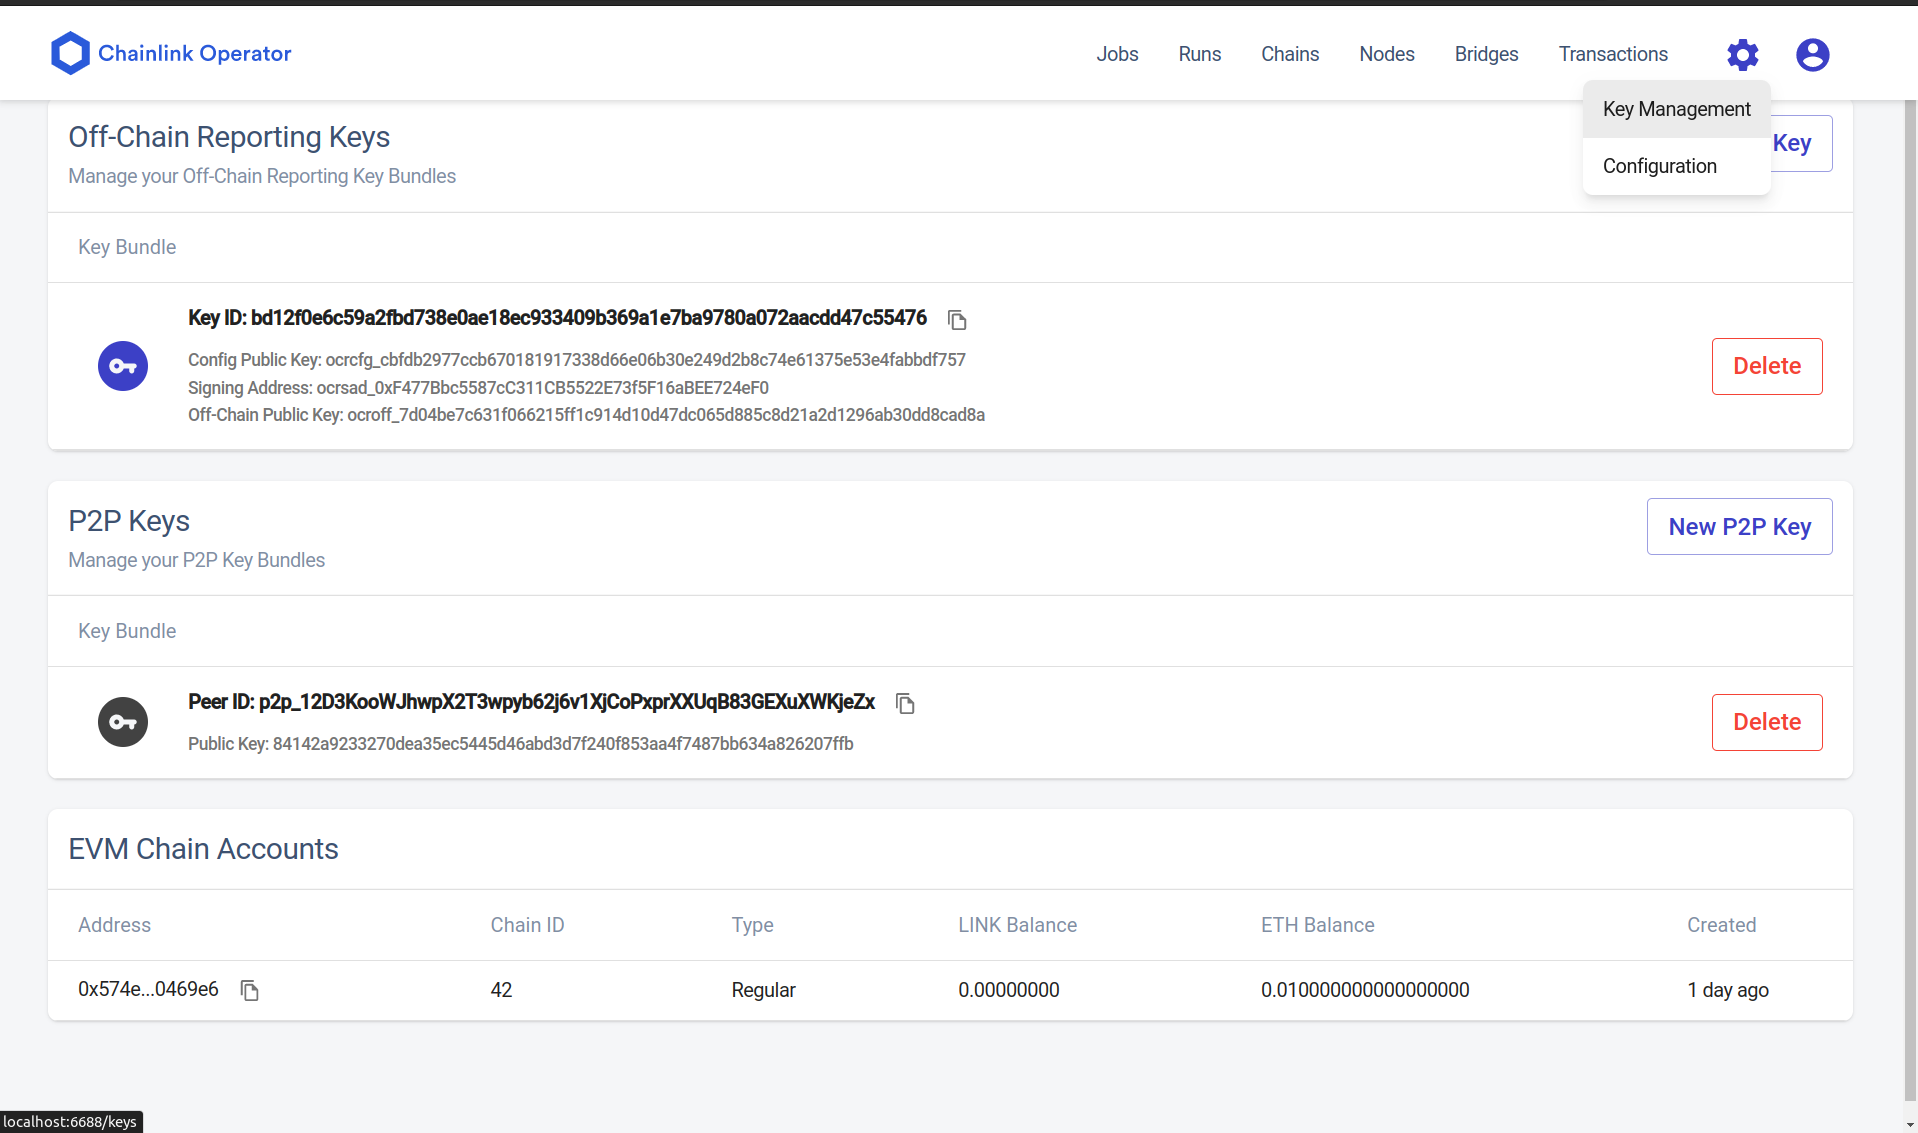 Chainlink Operator
Jobs Runs Chains Nodes Bridges Transactions
Key Management
Configuration
Off-Chain Reporting Keys
Key
Manage your Off-Chain Reporting Key Bundles
Key Bundle
Key ID: bd12f0e6c59a2fbd738e0ae18ec933409b369a1e7ba9780a072aacdd47c55476
Config Public Key: ocrcfg_cbfdb2977ccb670181917338d66e06b30e249d2b8c74e61375e53e4fabbdf757
Signing Address: ocrsad_0xF477Bbc5587cC311CB5522E73f5F16aBEE724eF0
Off-Chain Public Key: ocroff_7d04be7c631f066215ff1c914d10d47dc065d885c8d21a2d1296ab30dd8cad8a
Delete
P2P Keys
New P2P Key
Manage your P2P Key Bundles
Key Bundle
Peer ID: p2p_12D3KooWJhwpX2T3wpyb62j6v1XjCoPxprXXUqB83GEXuXWKjeZx
Public Key: 84142a9233270dea35ec5445d46abd3d7f240f853aa4f7487bb634a826207ffb
Delete
EVM Chain Accounts
Address Chain ID Type LINK Balance ETH Balance Created
0x574e...0469e6 42 Regular 0.00000000 0.010000000000000000 1 day ago
localhost:6688/keys